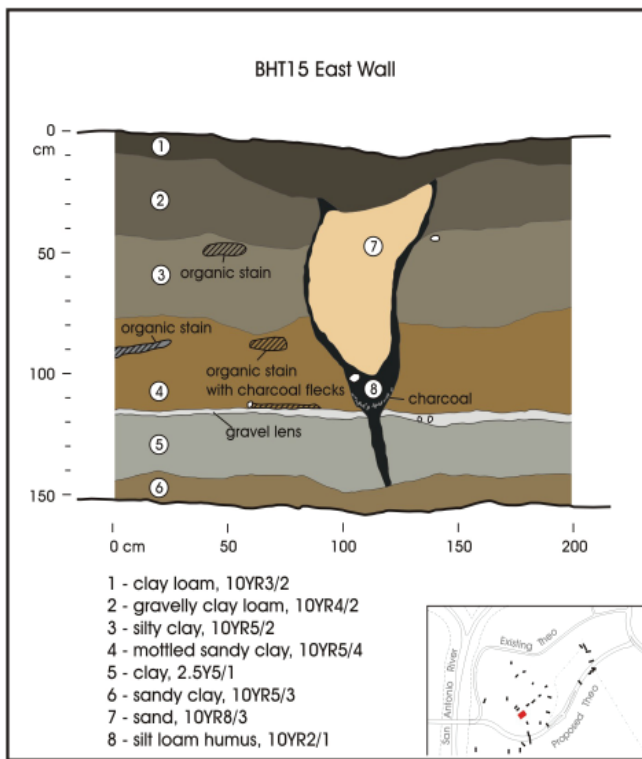 BHT15 East Wall
0
cm
50
100
150
1
2
3
4
5
6
7
8
organic stain
organic stain
organic stain
with charcoal flecks
charcoal
gravel lens
0 cm
50
100
150
200
1 - clay loam, 10YR3/2
2 - gravelly clay loam, 10YR4/2
3 - silty clay, 10YR5/2
4 - mottled sandy clay, 10YR5/4
5 - clay, 2.5Y5/1
6 - sandy clay, 10YR5/3
7 - sand, 10YR8/3
8 - silt loam humus, 10YR2/1
San Antonio River
Existing Theo
Proposed Theo